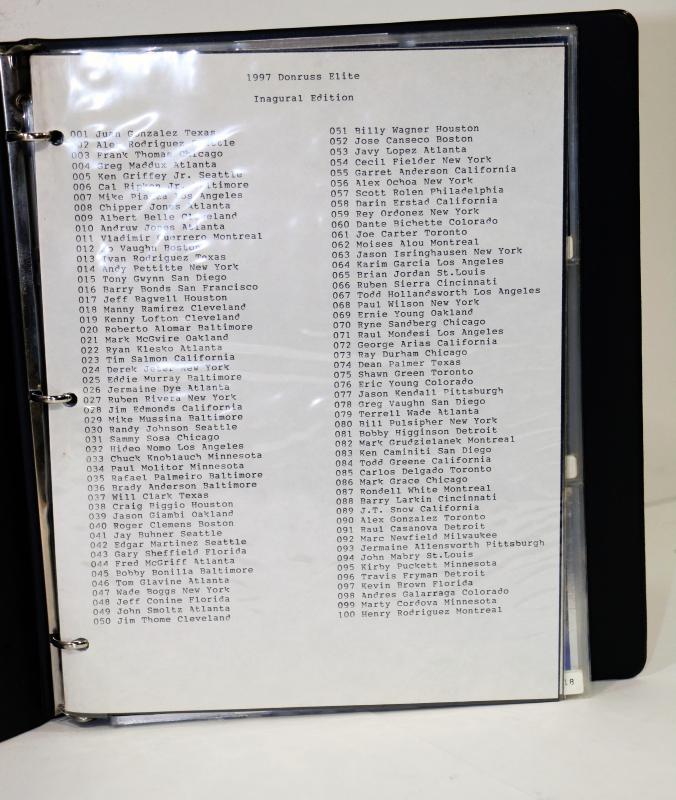 1997 Donruss Elite
Inagural Edition
001 Juan Gonzalez Texas
002 Alex Rodriguez Seattle
003 Frank Thomas Chicago
004 Greg Maddux Atlanta
005 Ken Griffey Jr. Seattle
006 Cal Ripken Jr. Baltimore
007 Mike Piazza Los Angeles
008 Chipper Jones Atlanta
009 Albert Belle Cleveland
010 Andruw Jones Atlanta
011 Vladimir Guerrero Montreal
012 Mo Vaughn Boston
013 Ivan Rodriguez Texas
014 Andy Pettitte New York
015 Tony Gwynn San Diego
016 Barry Bonds San Francisco
017 Jeff Bagwell Houston
018 Manny Ramirez Cleveland
019 Kenny Lofton Cleveland
020 Roberto Alomar Baltimore
021 Mark McGwire Oakland
022 Ryan Klesko Atlanta
023 Tim Salmon California
024 Derek Jeter New York
025 Eddie Murray Baltimore
026 Jermaine Dye Atlanta
027 Ruben Rivera New York
028 Jim Edmonds California
029 Mike Mussina Baltimore
030 Randy Johnson Seattle
031 Sammy Sosa Chicago
032 Hideo Nomo Los Angeles
033 Chuck Knoblauch Minnesota
034 Paul Molitor Minnesota
035 Rafael Palmeiro Baltimore
036 Brady Anderson Baltimore
037 Will Clark Texas
038 Craig Biggio Houston
039 Jason Giambi Oakland
040 Roger Clemens Boston
041 Jay Buhner Seattle
042 Edgar Martinez Seattle
043 Gary Sheffield Florida
044 Fred McGriff Atlanta
045 Bobby Bonilla Baltimore
046 Tom Glavine Atlanta
047 Wade Boggs New York
048 Jeff Conine Florida
049 John Smoltz Atlanta
050 Jim Thome Cleveland
051 Billy Wagner Houston
052 Jose Canseco Boston
053 Javy Lopez Atlanta
054 Cecil Fielder New York
055 Garret Anderson California
056 Alex Ochoa New York
057 Scott Rolen Philadelphia
058 Darin Erstad California
059 Rey Ordonez New York
060 Dante Bichette Colorado
061 Joe Carter Toronto
062 Moises Alou Montreal
063 Jason Isringhausen New York
064 Karim Garcia Los Angeles
065 Brian Jordan St.Louis
066 Ruben Sierra Cincinnati
067 Todd Hollandsworth Los Angeles
068 Paul Wilson New York
069 Ernie Young Oakland
070 Ryne Sandberg Chicago
071 Raul Mondesi Los Angeles
072 George Arias California
073 Ray Durham Chicago
074 Dean Palmer Texas
075 Shawn Green Toronto
076 Eric Young Colorado
077 Jason Kendall Pittsburgh
078 Greg Vaughn San Diego
079 Terrell Wade Atlanta
080 Bill Pulsipher New York
081 Bobby Higginson Detroit
082 Mark Grudzielanek Montreal
083 Ken Caminiti San Diego
084 Todd Greene California
085 Carlos Delgado Toronto
086 Mark Grace Chicago
087 Rondell White Montreal
088 Barry Larkin Cincinnati
089 J.T. Snow California
090 Alex Gonzalez Toronto
091 Raul Casanova Detroit
092 Marc Newfield Milwaukee
093 Jermaine Allensworth Pittsburgh
094 John Mabry St.Louis
095 Kirby Puckett Minnesota
096 Travis Fryman Detroit
097 Kevin Brown Florida
098 Andres Galarraga Colorado
099 Marty Cordova Minnesota
100 Henry Rodriguez Montreal
18